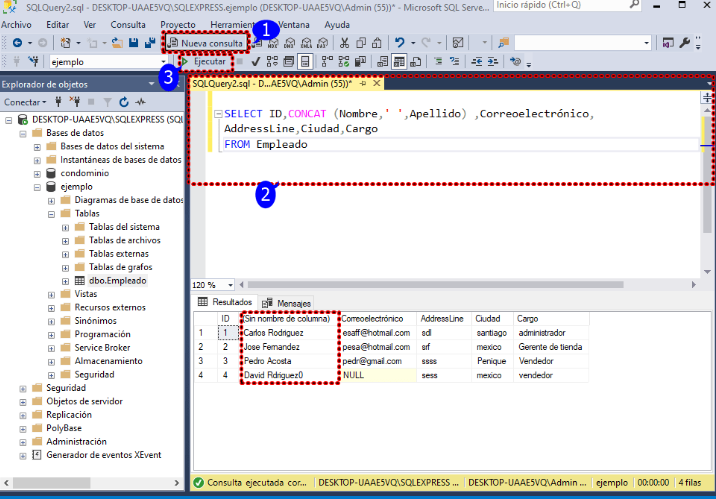 SQLQuery2.sql - DESKTOP-UAAE5VQ\SQLEXPRESS.ejemplo (DESKTOP-UAAE5VQ\Admin (55))* - Microsoft SQL Serve...
Inicio rápido (Ctrl+Q)
Archivo Editar Ver Consulta Proyecto Herramien Ventana Ayuda
1
Nueva consulta
ejemplo
3
Ejecutar
Explorador de objetos
Conectar
DESKTOP-UAAE5VQ\SQLEXPRESS (SQL
Bases de datos
Bases de datos del sistema
Instantáneas de bases de datos
condominio
ejemplo
Diagramas de base de datos
Tablas
Tablas del sistema
Tablas de archivos
Tablas externas
Tablas de grafos
dbo.Empleado
Vistas
Recursos externos
Sinónimos
Programación
Service Broker
Almacenamiento
Seguridad
Seguridad
Objetos de servidor
Replicación
PolyBase
Administración
Generador de eventos XEvent
SQLQuery2.sql - D...AE5VQ\Admin (55))*
SELECT ID,CONCAT (Nombre,' ',Apellido) ,Correoelectrónico,
AddressLine,Ciudad,Cargo
FROM Empleado
2
120 %
Resultados Mensajes
ID (Sin nombre de columna) Correoelectrónico AddressLine Ciudad Cargo
1 1 Carlos Rodriguez esaff@hotmail.com sdl santiago administrador
2 2 Jose Fernandez pesa@hotmail.com srf mexico Gerente de tienda
3 3 Pedro Acosta pedr@gmail.com ssss Penique Vendedor
4 4 David Rdriguez0 NULL sess mexico vendedor
Consulta ejecutada cor... DESKTOP-UAAE5VQ\SQLEXPRESS ... DESKTOP-UAAE5VQ\Admin ... ejemplo 00:00:00 4 filas